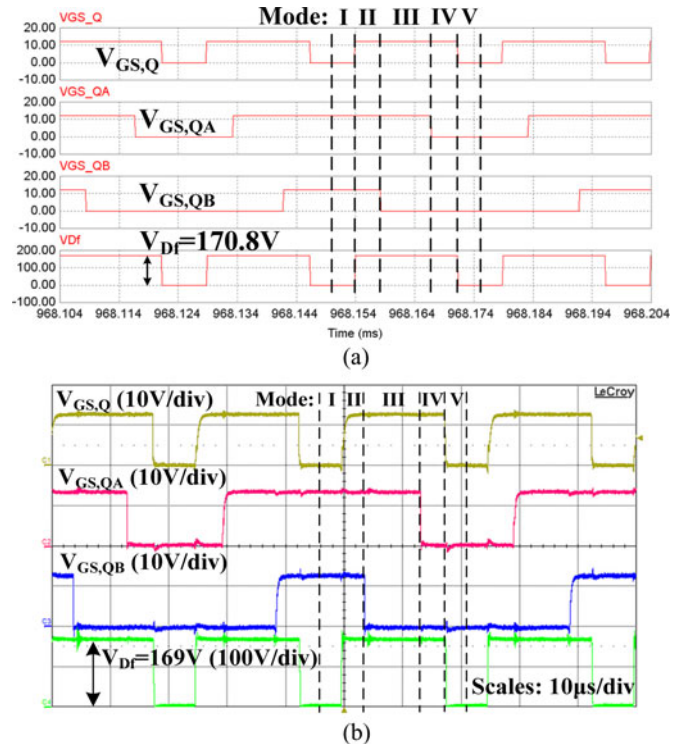 Mode: I II III IV V
VGS_Q
20.00
10.00
0.00
-10.00
VGS,Q
VGS_QA
20.00
10.00
0.00
-10.00
VGS,QA
VGS_QB
20.00
10.00
0.00
-10.00
VGS,QB
VDf
200.00
100.00
0.00
-100.00
VDf=170.8V
968.104 968.114 968.124 968.134 968.144 968.154 968.164 968.174 968.184 968.194 968.204
Time (ms)
(a)
VGS,Q (10V/div) Mode: I II III IV V LeCroy
VGS,QA (10V/div)
VGS,QB (10V/div)
VDf=169V (100V/div)
Scales: 10μs/div
(b)